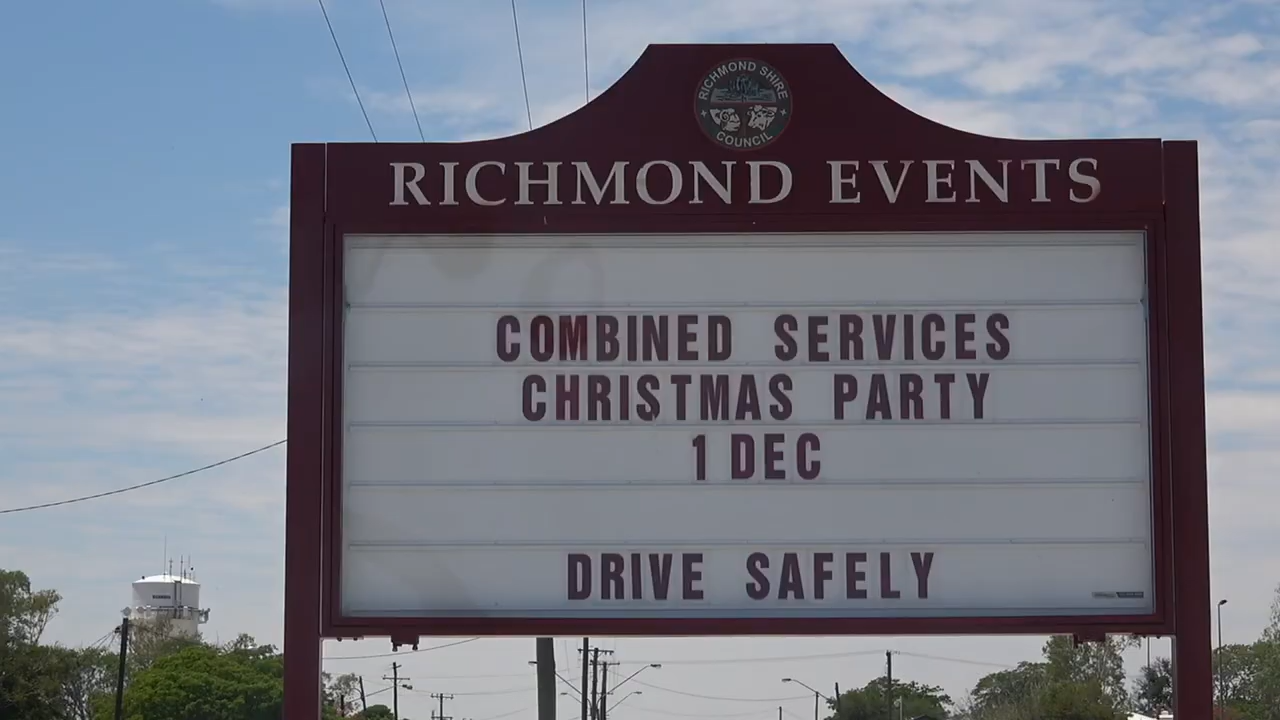 RICHMOND SHIRE
COUNCIL
RICHMOND EVENTS
COMBINED SERVICES
CHRISTMAS PARTY
1 DEC
DRIVE SAFELY